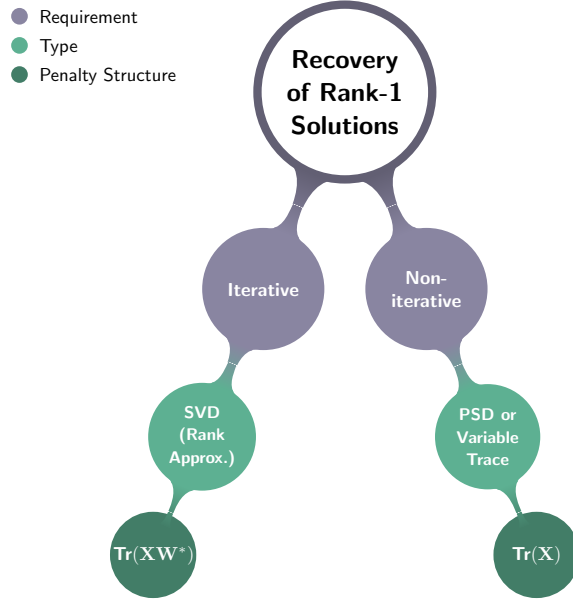 Requirement
Type
Penalty Structure
Recovery
of Rank-1
Solutions
Iterative
Non-
iterative
SVD
(Rank
Approx.)
PSD or
Variable
Trace
Tr(XW*)
Tr(X)